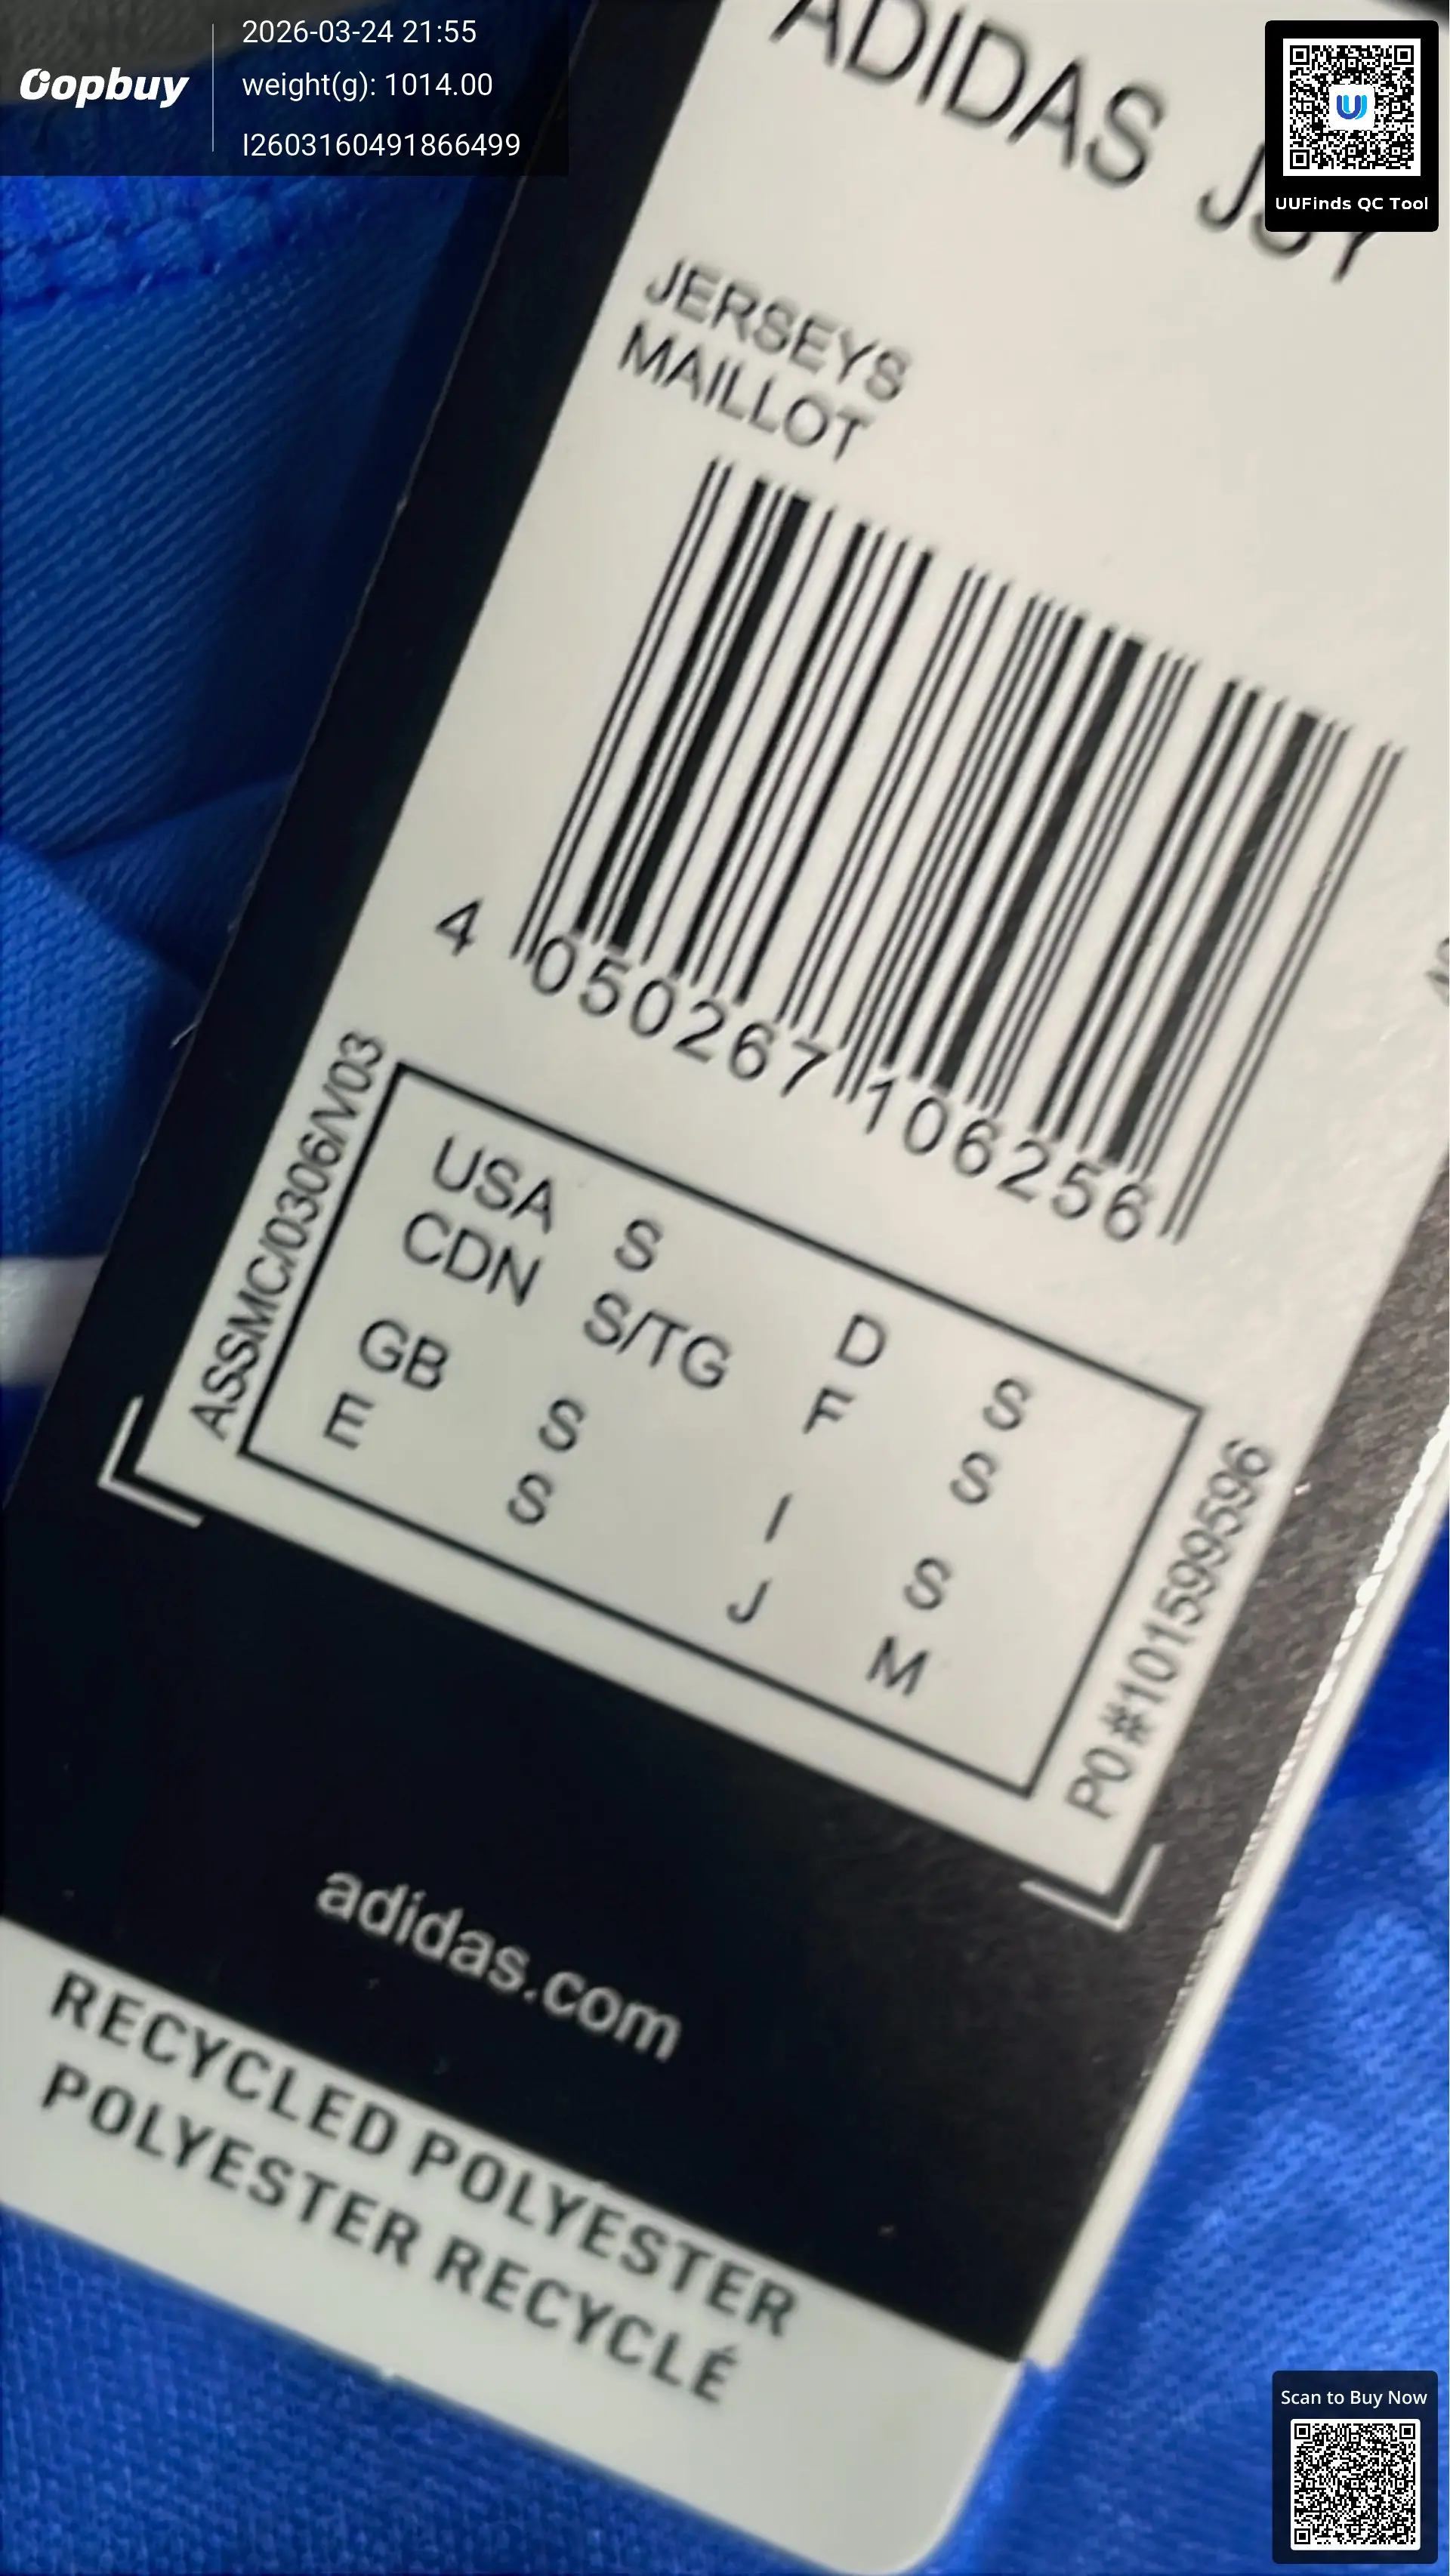 Oopbuy
2026-03-24 21:55
weight(g): 1014.00
I2603160491866499
UUFinds QC Tool
ADIDAS JSY
JERSEYS
MAILLOT
4 050267 106256
ASSMC/0306/V03
USA S D S
CDN S/TG F S
GB S I S
E S J M
PO#101599596
adidas.com
RECYCLED POLYESTER
POLYESTER RECYCLÉ
Scan to Buy Now